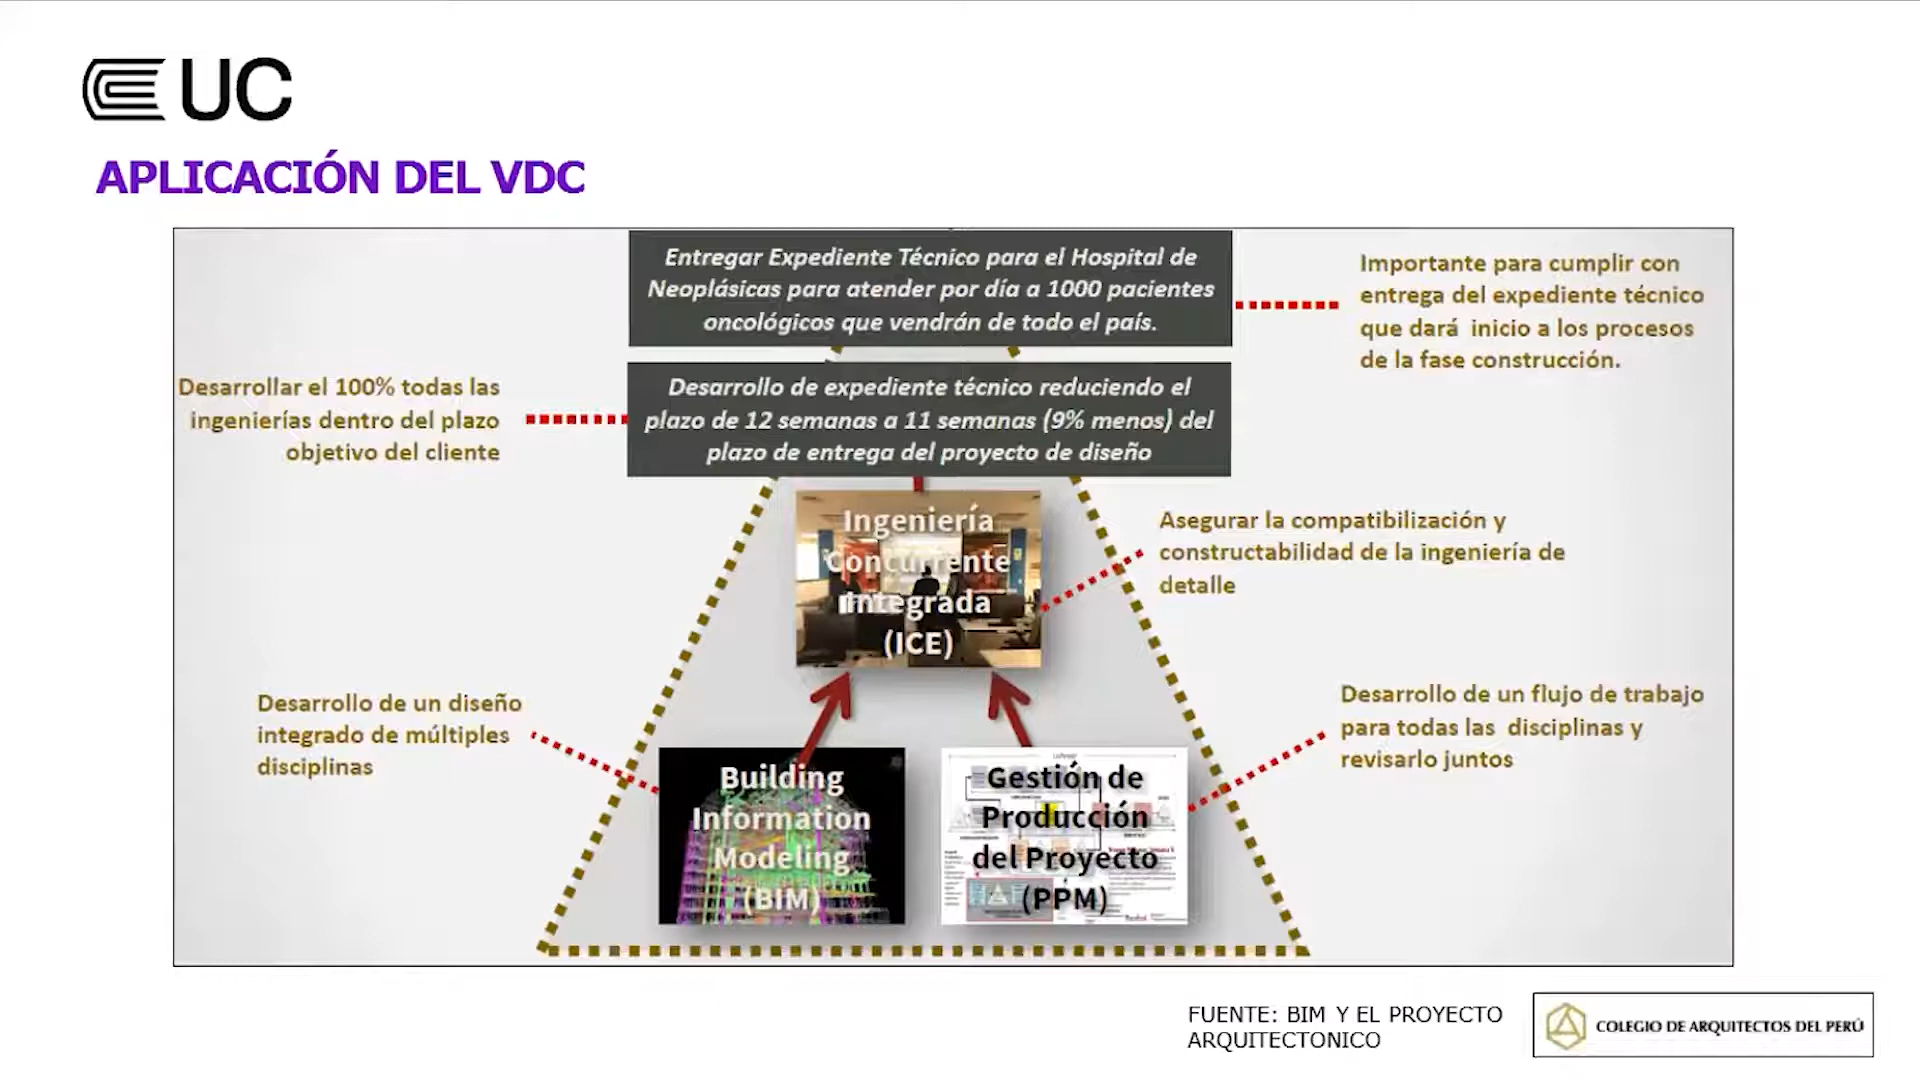 UC
APLICACIÓN DEL VDC
Entregar Expediente Técnico para el Hospital de
Neoplásicas para atender por día a 1000 pacientes
oncológicos que vendrán de todo el país.
Importante para cumplir con
entrega del expediente técnico
que dará inicio a los procesos
de la fase construcción.
Desarrollar el 100% todas las
ingenierías dentro del plazo
objetivo del cliente
Desarrollo de expediente técnico reduciendo el
plazo de 12 semanas a 11 semanas (9% menos) del
plazo de entrega del proyecto de diseño
Ingeniería
Concurrente
Integrada
(ICE)
Asegurar la compatibilización y
constructabilidad de la ingeniería de
detalle
Desarrollo de un diseño
integrado de múltiples
disciplinas
Building
Information
Modeling
(BIM)
Gestión de
Producción
del Proyecto
(PPM)
Desarrollo de un flujo de trabajo
para todas las disciplinas y
revisarlo juntos
FUENTE: BIM Y EL PROYECTO
ARQUITECTONICO
COLEGIO DE ARQUITECTOS DEL PERÚ